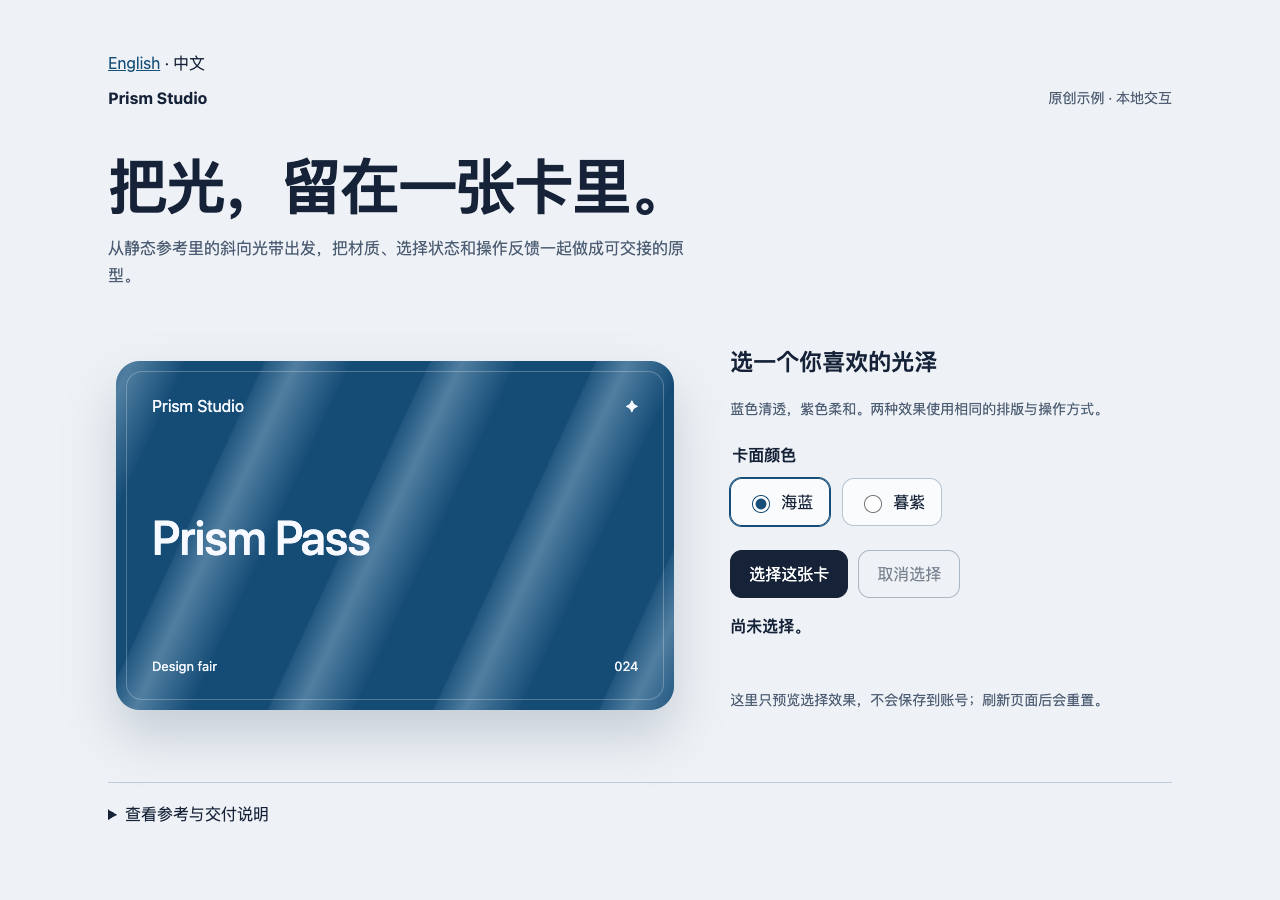 English · 中文
Prism Studio
原创示例 · 本地交互
把光，留在一张卡里。
从静态参考里的斜向光带出发，把材质、选择状态和操作反馈一起做成可交接的原
型。
Prism Studio
Prism Pass
Design fair
024
选一个你喜欢的光泽
蓝色清透，紫色柔和。两种效果使用相同的排版与操作方式。
卡面颜色
海蓝
暮紫
选择这张卡
取消选择
尚未选择。
这里只预览选择效果，不会保存到账号；刷新页面后会重置。
查看参考与交付说明